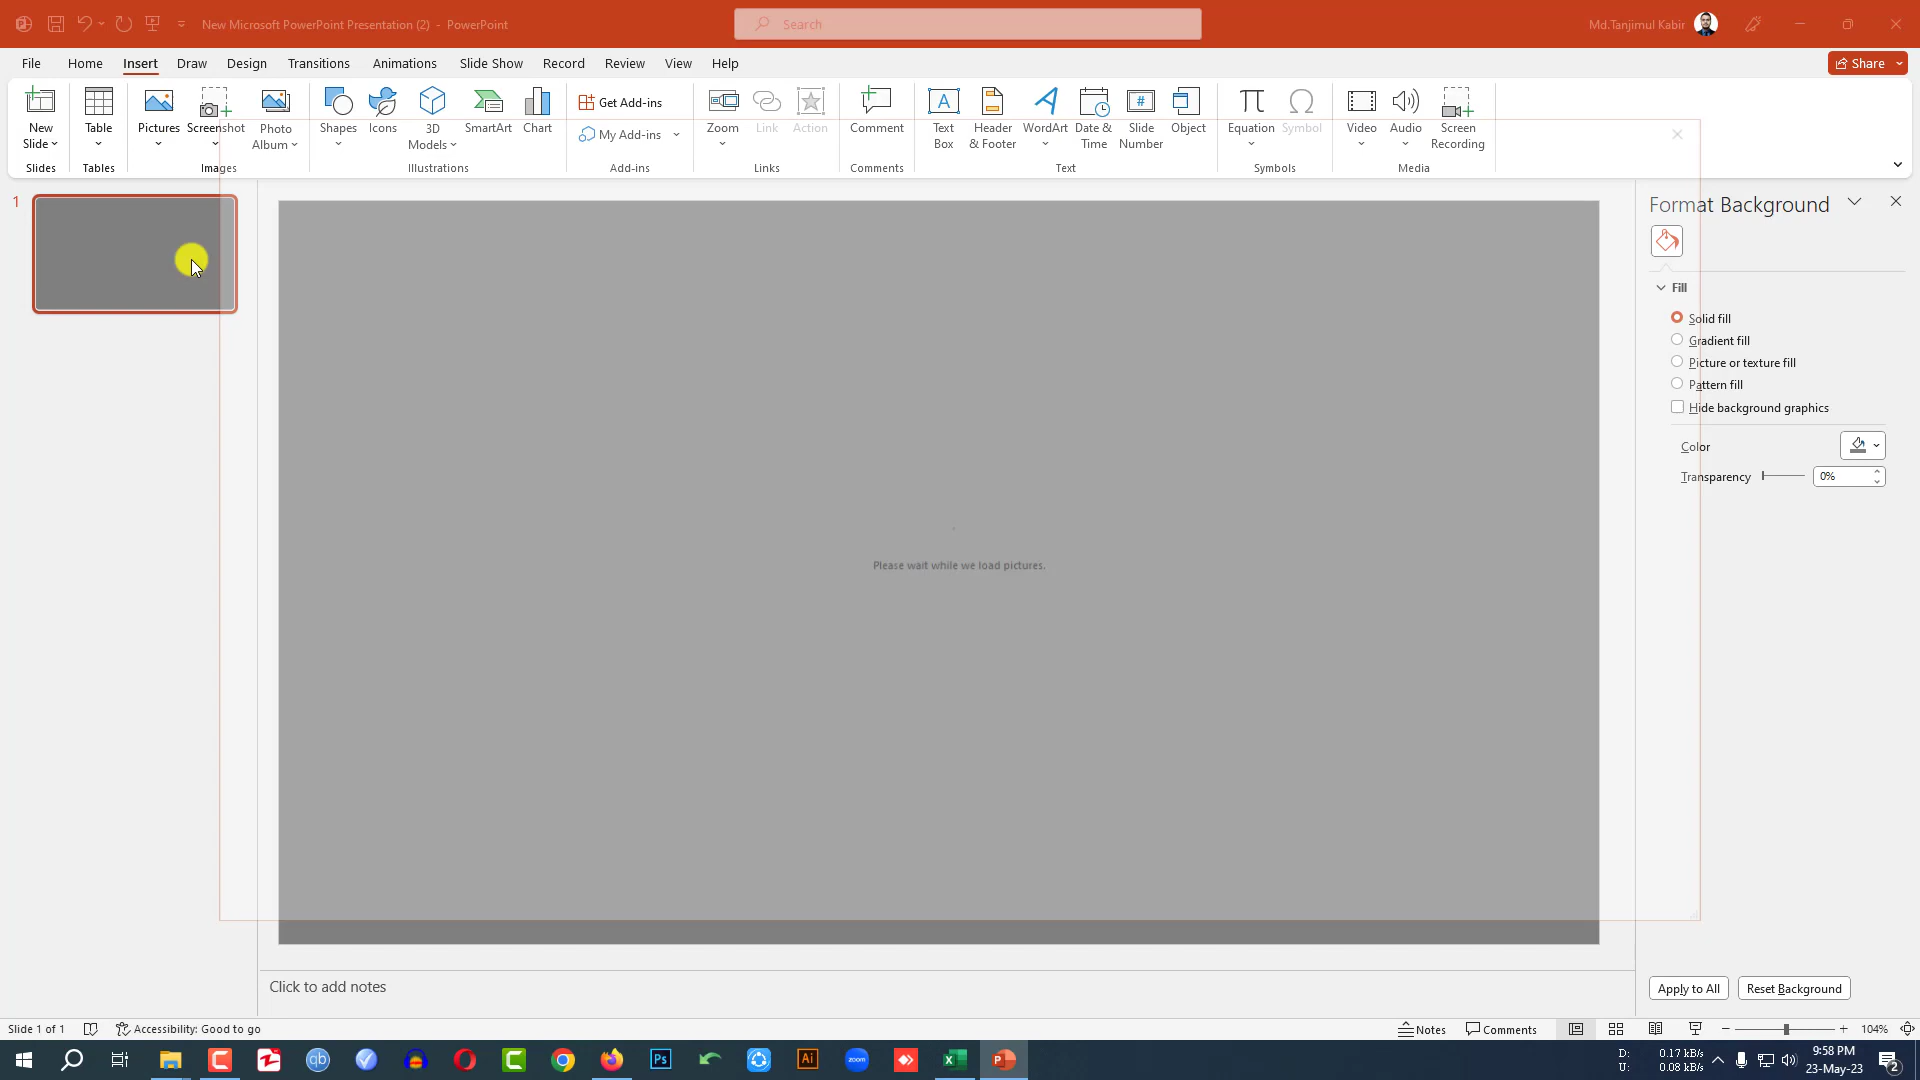 New Microsoft PowerPoint Presentation (2) - PowerPoint
Search
Md.Tanjimul Kabir
File Home Insert Draw Design Transitions Animations Slide Show Record Review View Help
Share
New Slide
Table
Pictures
Screenshot
Photo Album
Shapes
Icons
3D Models
SmartArt
Chart
Get Add-ins
My Add-ins
Zoom
Link
Action
Comment
Text Box
Header & Footer
WordArt
Date & Time
Slide Number
Object
Equation
Symbol
Video
Audio
Screen Recording
Slides Tables Images Illustrations Add-ins Links Comments Text Symbols Media
1
Format Background
Fill
Solid fill
Gradient fill
Picture or texture fill
Pattern fill
Hide background graphics
Color
Transparency 0%
Please wait while we load pictures.
Click to add notes
Apply to All Reset Background
Slide 1 of 1 Accessibility: Good to go Notes Comments 104%
qb Ps Ai zoom
D: 0.17 kB/s
U: 0.08 kB/s
9:58 PM
23-May-23
2